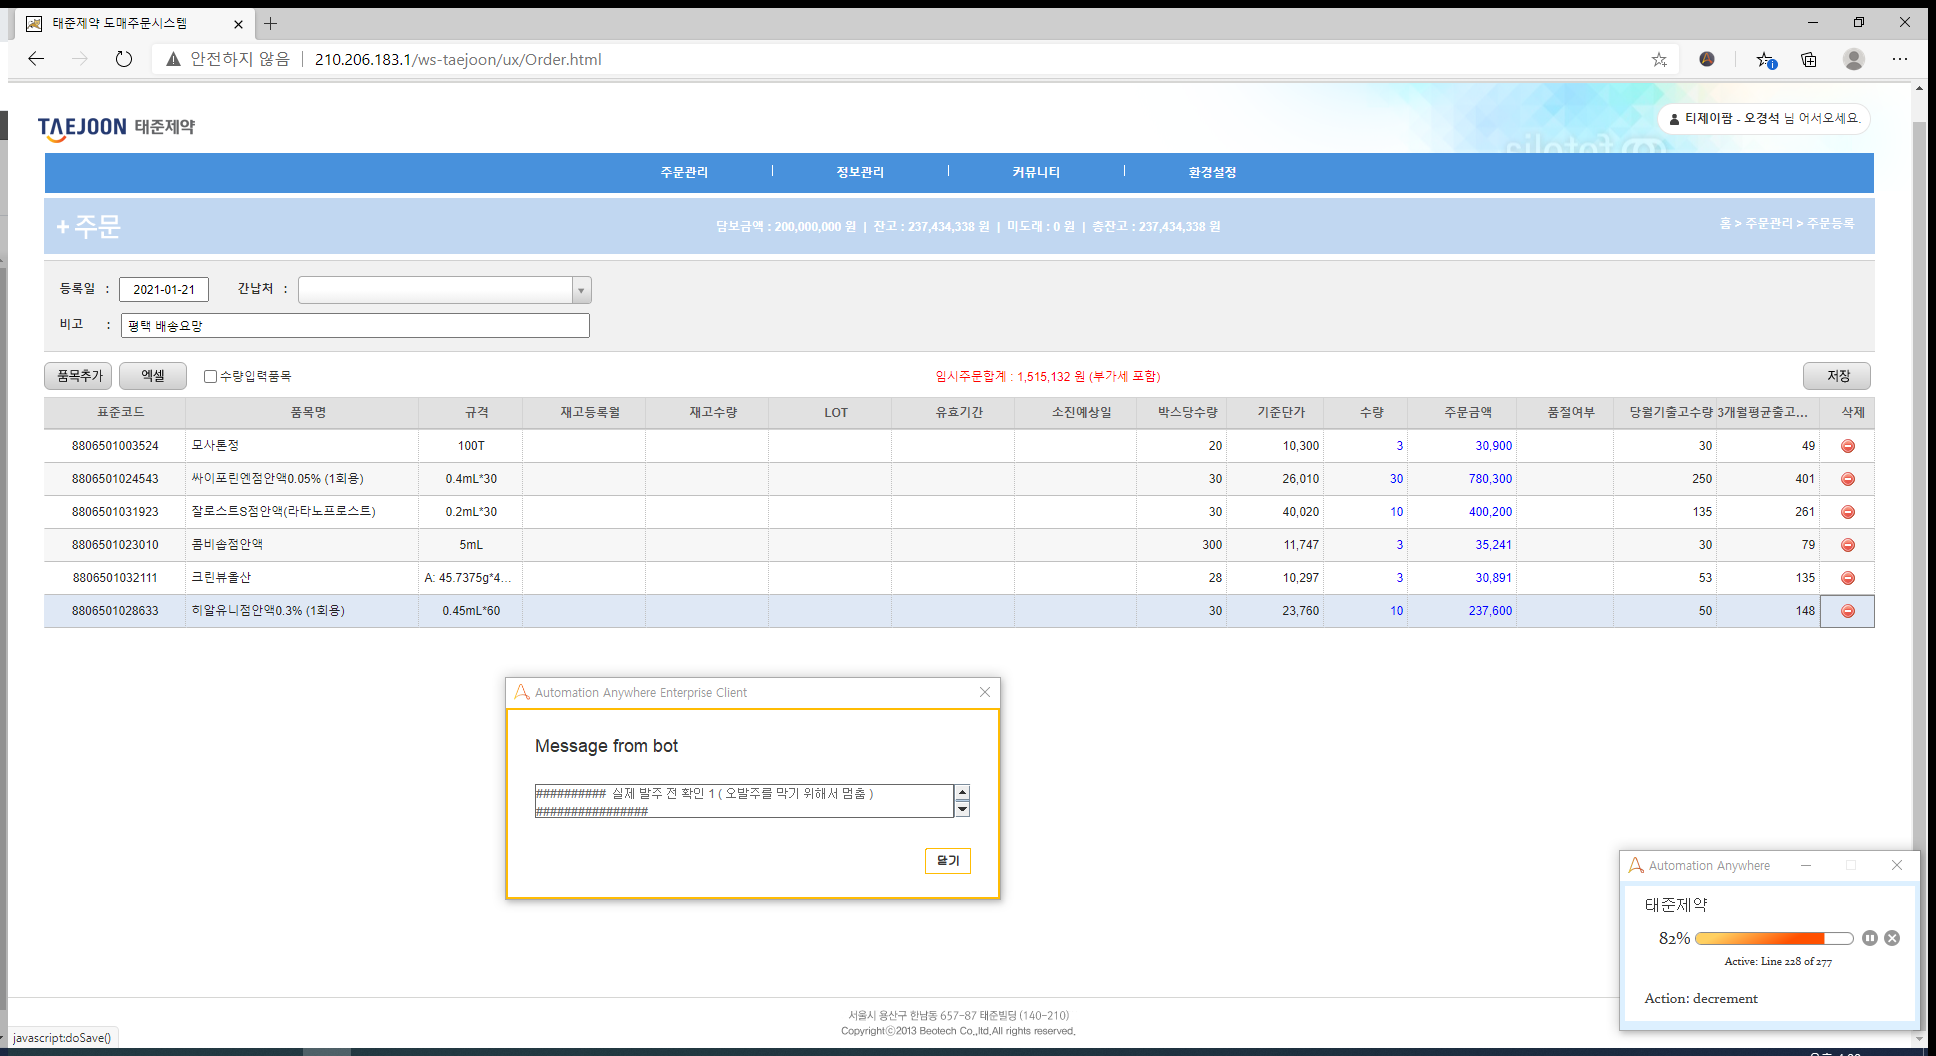 태준제약 도매주문시스템
안전하지 않음 210.206.183.1/ws-taejoon/ux/Order.html
TAEJOON 태준제약
티제이팜 - 오경석 님 어서오세요.
fotolia
주문관리 정보관리 커뮤니티 환경설정
+ 주문
담보금액 : 200,000,000 원 | 잔고 : 237,434,338 원 | 미도래 : 0 원 | 총잔고 : 237,434,338 원
홈 > 주문관리 > 주문등록
등록일 : 2021-01-21 간납처 :
비고 : 평택 배송요망
품목추가 엑셀 수량입력품목 임시주문합계 : 1,515,132 원 (부가세 포함) 저장
표준코드 품목명 규격 재고등록월 재고수량 LOT 유효기간 소진예상일 박스당수량 기준단가 수량 주문금액 품절여부 당월기출고수량 3개월평균출고... 삭제
8806501003524 모사톤정 100T 20 10,300 3 30,900 30 49
8806501024543 싸이포린엔점안액0.05% (1회용) 0.4mL*30 30 26,010 30 780,300 250 401
8806501031923 잘로스트S점안액(라타노프로스트) 0.2mL*30 30 40,020 10 400,200 135 261
8806501023010 콤비솝점안액 5mL 300 11,747 3 35,241 30 79
8806501032111 크린뷰올산 A: 45.7375g*4... 28 10,297 3 30,891 53 135
8806501028633 히알유니점안액0.3% (1회용) 0.45mL*60 30 23,760 10 237,600 50 148
Automation Anywhere Enterprise Client
Message from bot
########## 실제 발주 전 확인 1 ( 오발주를 막기 위해서 멈춤 )
################
닫기
Automation Anywhere
태준제약
82%
Active: Line 228 of 277
Action: decrement
서울시 용산구 한남동 657-87 태준빌딩 (140-210)
Copyrightⓒ2013 Beotech Co.,ltd.All rights reserved.
javascript:doSave()